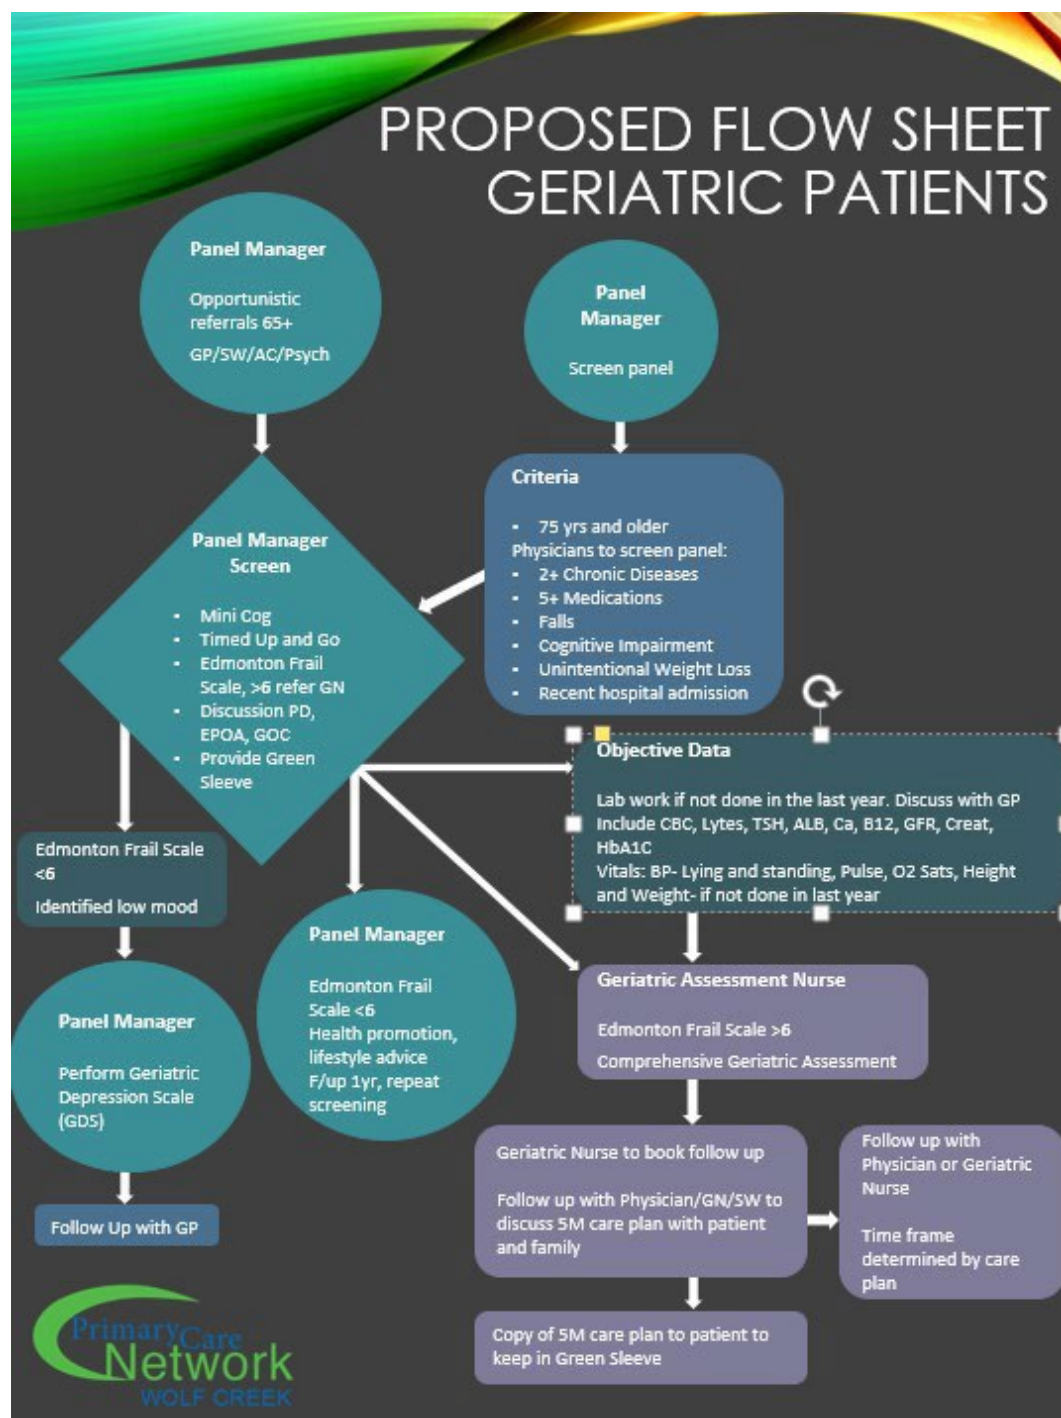 PROPOSED FLOW SHEET
GERIATRIC PATIENTS
Panel Manager
Opportunistic
referrals 65+
GP/SW/AC/Psych
Panel
Manager
Screen panel
Criteria
▪ 75 yrs and older
Physicians to screen panel:
▪ 2+ Chronic Diseases
▪ 5+ Medications
▪ Falls
▪ Cognitive Impairment
▪ Unintentional Weight Loss
▪ Recent hospital admission
Panel Manager
Screen
▪ Mini Cog
▪ Timed Up and Go
▪ Edmonton Frail
Scale, >6 refer GN
▪ Discussion PD,
EPOA, GOC
▪ Provide Green
Sleeve
Objective Data
Lab work if not done in the last year. Discuss with GP
Include CBC, Lytes, TSH, ALB, Ca, B12, GFR, Creat,
HbA1C
Vitals: BP- Lying and standing, Pulse, O2 Sats, Height
and Weight- if not done in last year
Edmonton Frail Scale
<6
Identified low mood
Panel Manager
Perform Geriatric
Depression Scale
(GDS)
Follow Up with GP
Panel Manager
Edmonton Frail
Scale <6
Health promotion,
lifestyle advice
F/up 1yr, repeat
screening
Geriatric Assessment Nurse
Edmonton Frail Scale >6
Comprehensive Geriatric Assessment
Geriatric Nurse to book follow up
Follow up with Physician/GN/SW to
discuss 5M care plan with patient
and family
Follow up with
Physician or Geriatric
Nurse
Time frame
determined by care
plan
Copy of 5M care plan to patient to
keep in Green Sleeve
PrimaryCare
Network
WOLF CREEK